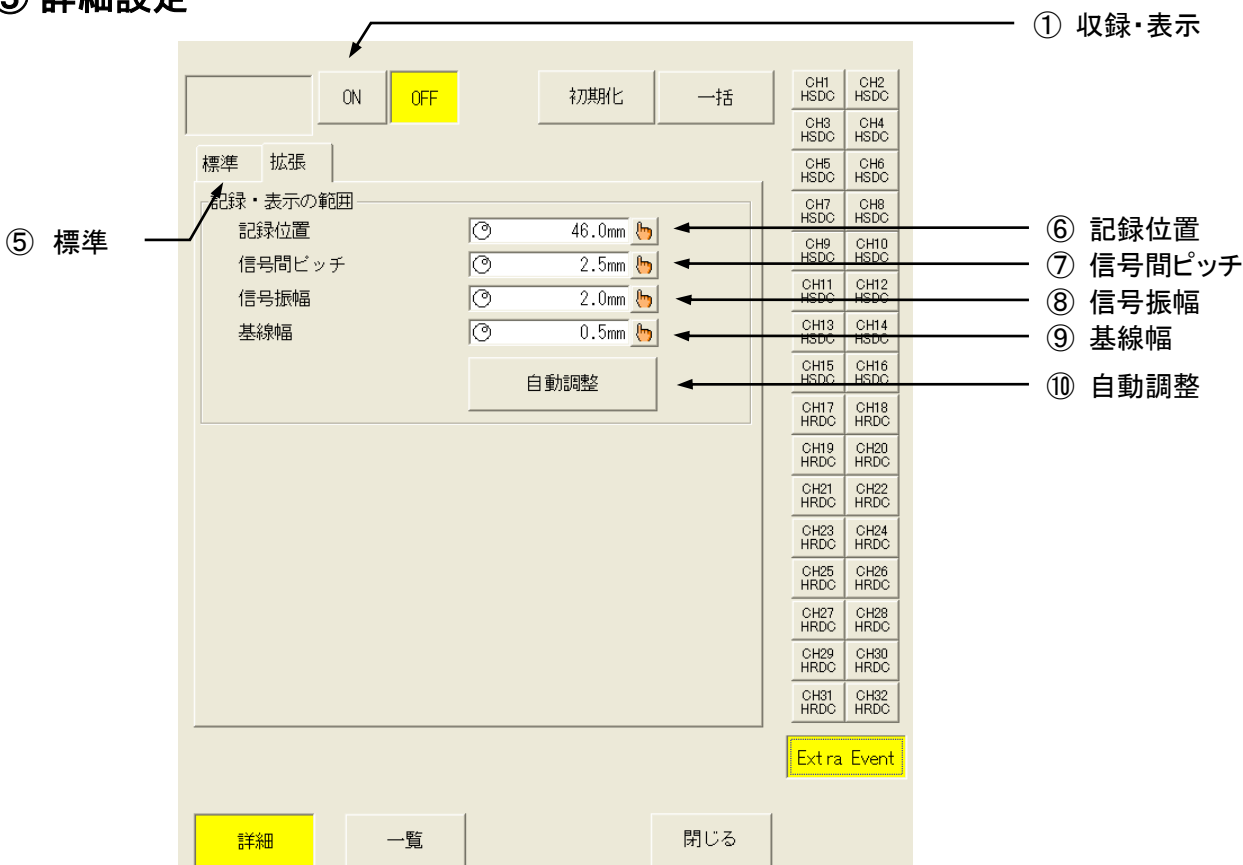 詳細設定
① 収録・表示
ON OFF 初期化 一括
標準 拡張
⑤ 標準
記録・表示の範囲
記録位置 46.0mm
信号間ピッチ 2.5mm
信号振幅 2.0mm
基線幅 0.5mm
自動調整
⑥ 記録位置
⑦ 信号間ピッチ
⑧ 信号振幅
⑨ 基線幅
⑩ 自動調整
CH1 HSDC CH2 HSDC
CH3 HSDC CH4 HSDC
CH5 HSDC CH6 HSDC
CH7 HSDC CH8 HSDC
CH9 HSDC CH10 HSDC
CH11 HSDC CH12 HSDC
CH13 HSDC CH14 HSDC
CH15 HSDC CH16 HSDC
CH17 HRDC CH18 HRDC
CH19 HRDC CH20 HRDC
CH21 HRDC CH22 HRDC
CH23 HRDC CH24 HRDC
CH25 HRDC CH26 HRDC
CH27 HRDC CH28 HRDC
CH29 HRDC CH30 HRDC
CH31 HRDC CH32 HRDC
Extra Event
詳細 一覧 閉じる